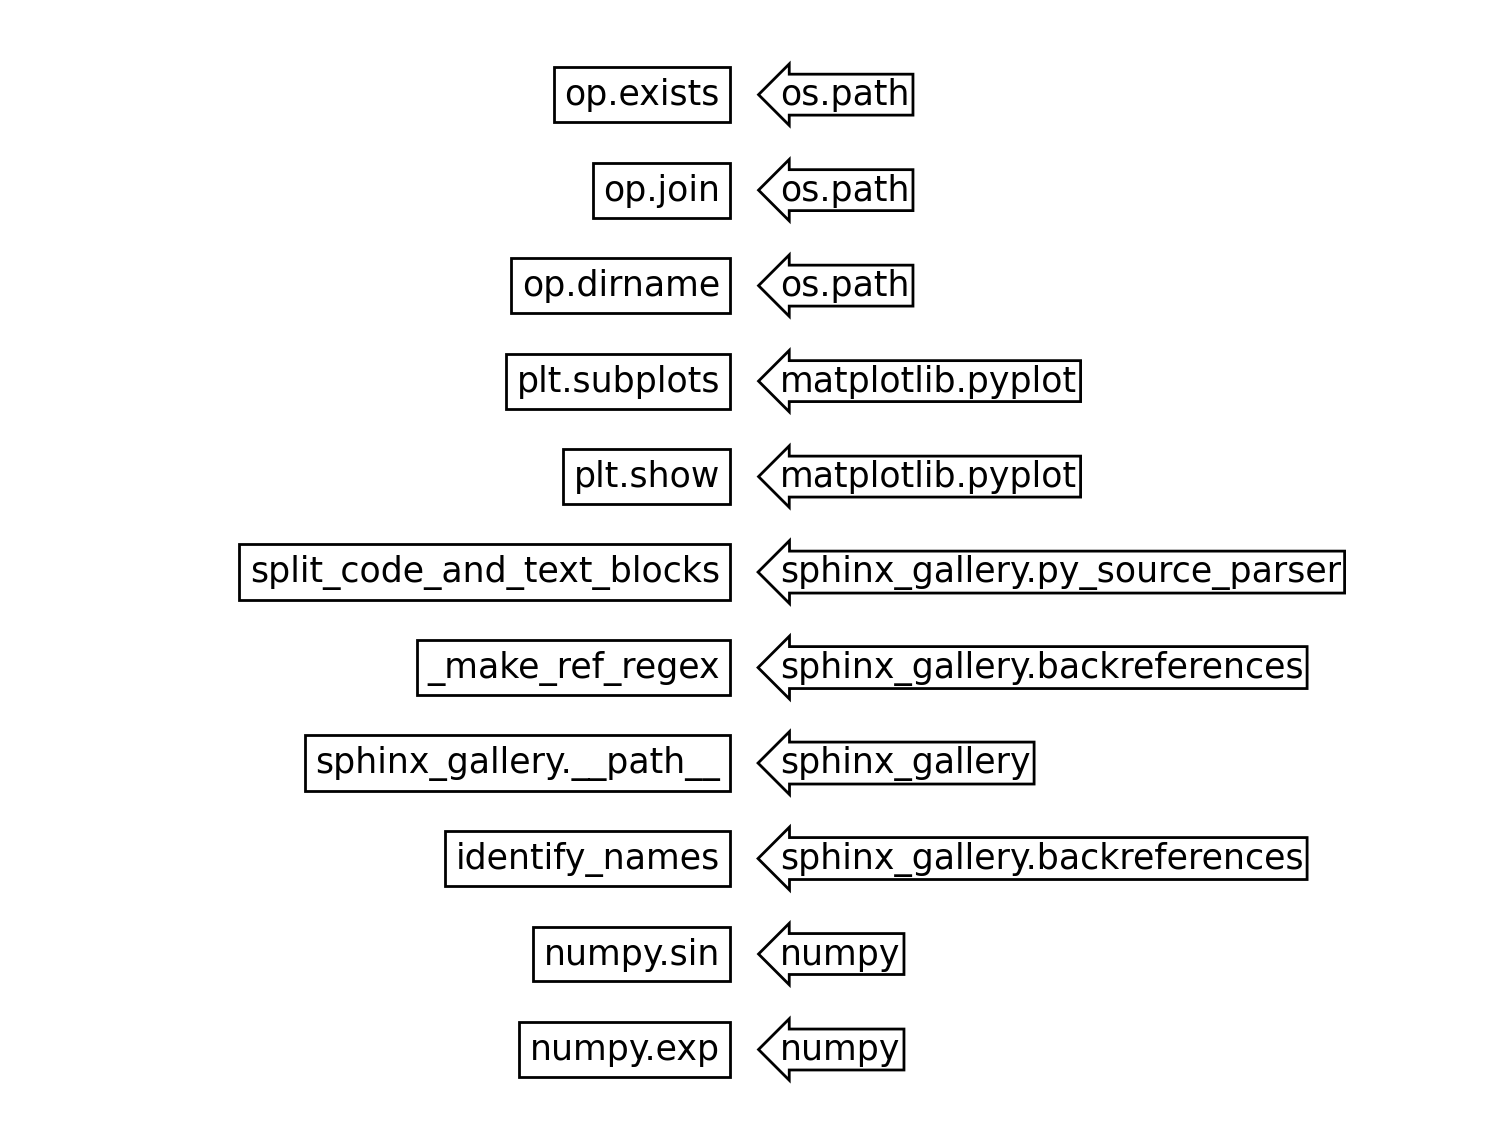 op.exists os.path
op.join os.path
op.dirname os.path
plt.subplots matplotlib.pyplot
plt.show matplotlib.pyplot
split_code_and_text_blocks sphinx_gallery.py_source_parser
_make_ref_regex sphinx_gallery.backreferences
sphinx_gallery.__path__ sphinx_gallery
identify_names sphinx_gallery.backreferences
numpy.sin numpy
numpy.exp numpy